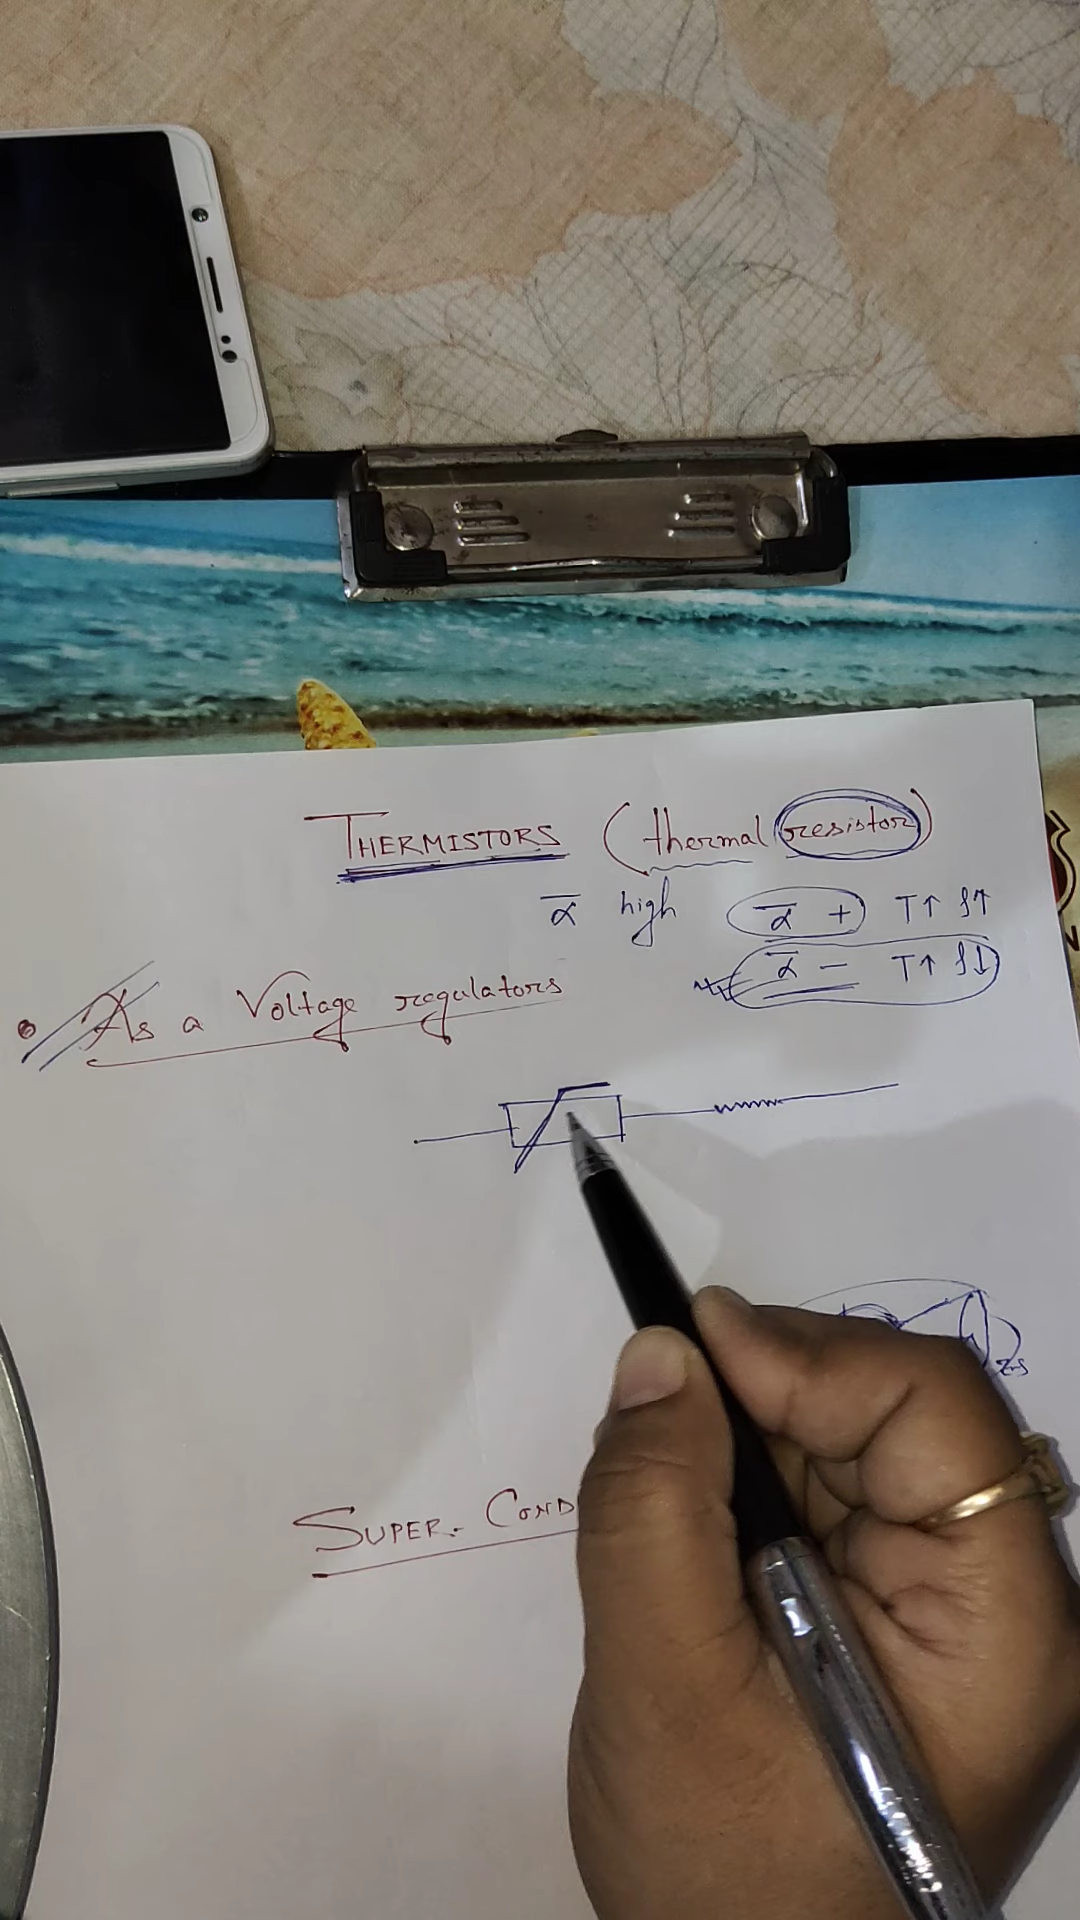 THERMISTORS (thermal resistor)
α̅ high α̅ + T↑ ρ↑
α̅ — T↑ ρ↓
• As a Voltage regulators
SUPER-COND